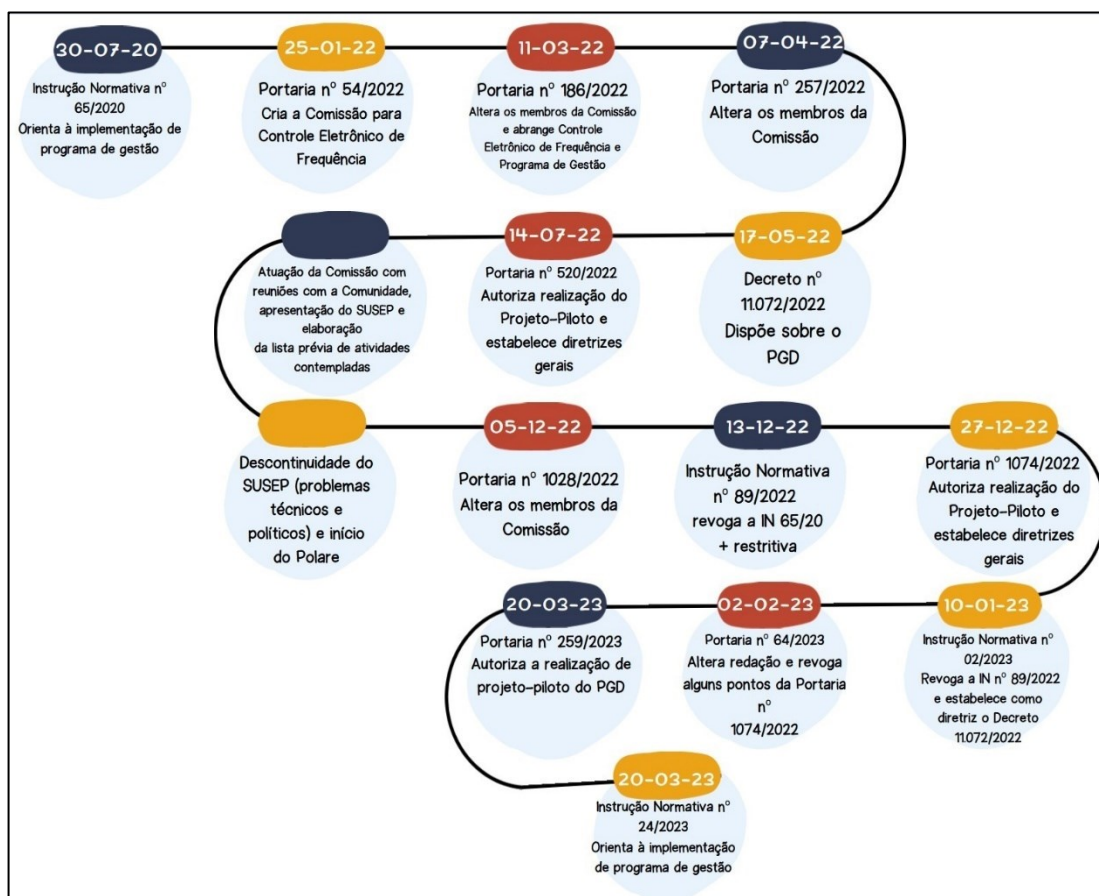 30-07-20
Instrução Normativa nº
65/2020
Orienta à implementação de
programa de gestão
25-01-22
Portaria nº 54/2022
Cria a Comissão para
Controle Eletrônico de
Frequência
11-03-22
Portaria nº 186/2022
Altera os membros da Comissão
e abrange Controle
Eletrônico de Frequência e
Programa de Gestão
07-04-22
Portaria nº 257/2022
Altera os membros da
Comissão
17-05-22
Decreto nº
11.072/2022
Dispõe sobre o
PGD
14-07-22
Portaria nº 520/2022
Autoriza realização do
Projeto-Piloto e
estabelece diretrizes
gerais
Atuação da Comissão com
reuniões com a Comunidade,
apresentação do SUSEP e
elaboração
da lista prévia de atividades
contempladas
Descontinuidade do
SUSEP (problemas
técnicos e
políticos) e início
do Polare
05-12-22
Portaria nº 1028/2022
Altera os membros da
Comissão
13-12-22
Instrução Normativa
nº 89/2022
revoga a IN 65/20
+ restritiva
27-12-22
Portaria nº 1074/2022
Autoriza realização do
Projeto-Piloto e
estabelece diretrizes
gerais
10-01-23
Instrução Normativa nº
02/2023
Revoga a IN nº 89/2022
e estabelece como
diretriz o Decreto
11.072/2022
02-02-23
Portaria nº 64/2023
Altera redação e revoga
alguns pontos da Portaria
nº
1074/2022
20-03-23
Portaria nº 259/2023
Autoriza a realização de
projeto-piloto do PGD
20-03-23
Instrução Normativa nº
24/2023
Orienta à implementação
de programa de gestão